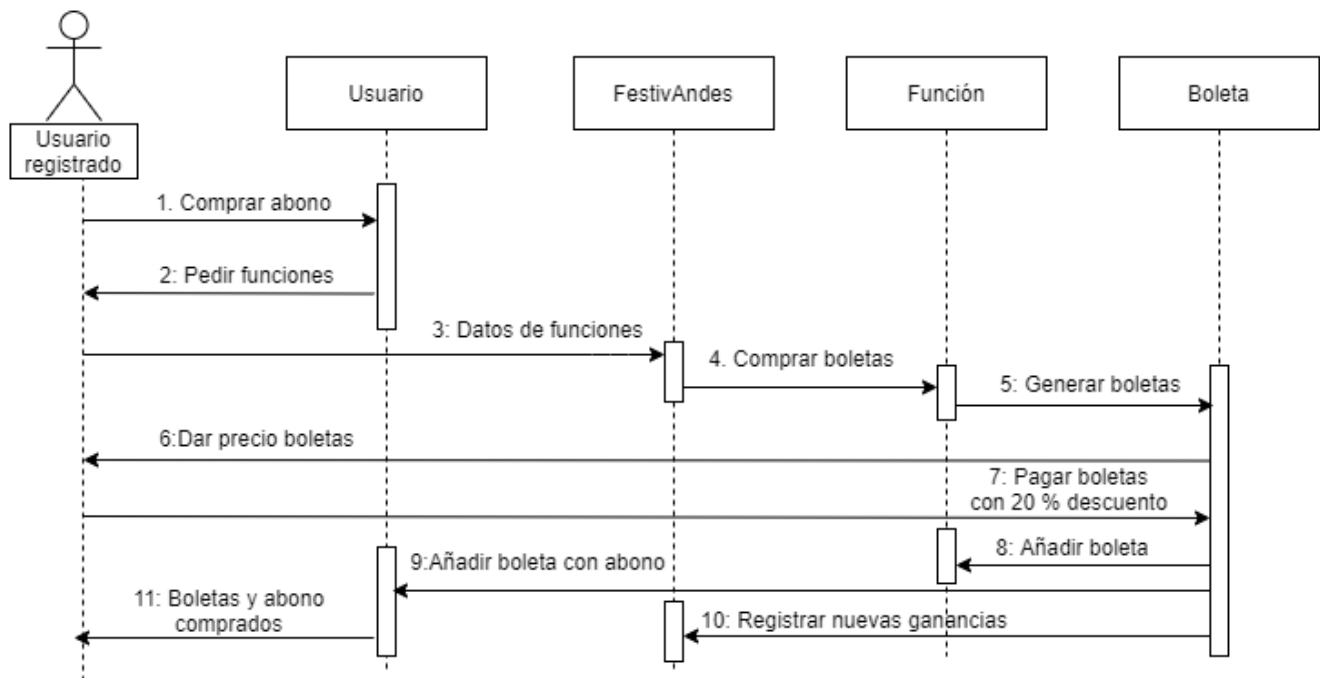 Usuario
registrado
Usuario
FestivAndes
Función
Boleta
1. Comprar abono
2: Pedir funciones
3: Datos de funciones
4. Comprar boletas
5: Generar boletas
6:Dar precio boletas
7: Pagar boletas
con 20 % descuento
8: Añadir boleta
9:Añadir boleta con abono
10: Registrar nuevas ganancias
11: Boletas y abono
comprados